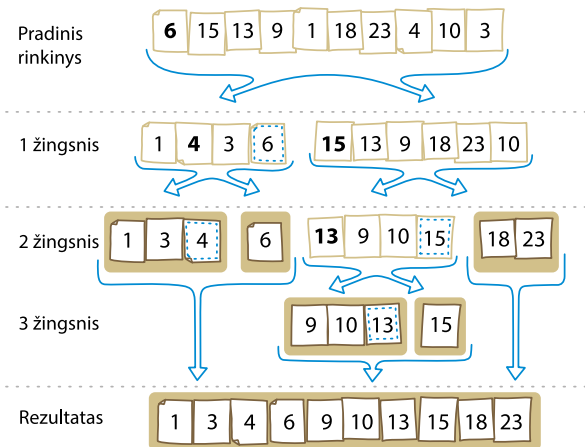 Pradinis rinkinys 6 15 13 9 1 18 23 4 10 3
1 žingsnis 1 4 3 6 15 13 9 18 23 10
2 žingsnis 1 3 4 6 13 9 10 15 18 23
3 žingsnis 9 10 13 15
Rezultatas 1 3 4 6 9 10 13 15 18 23